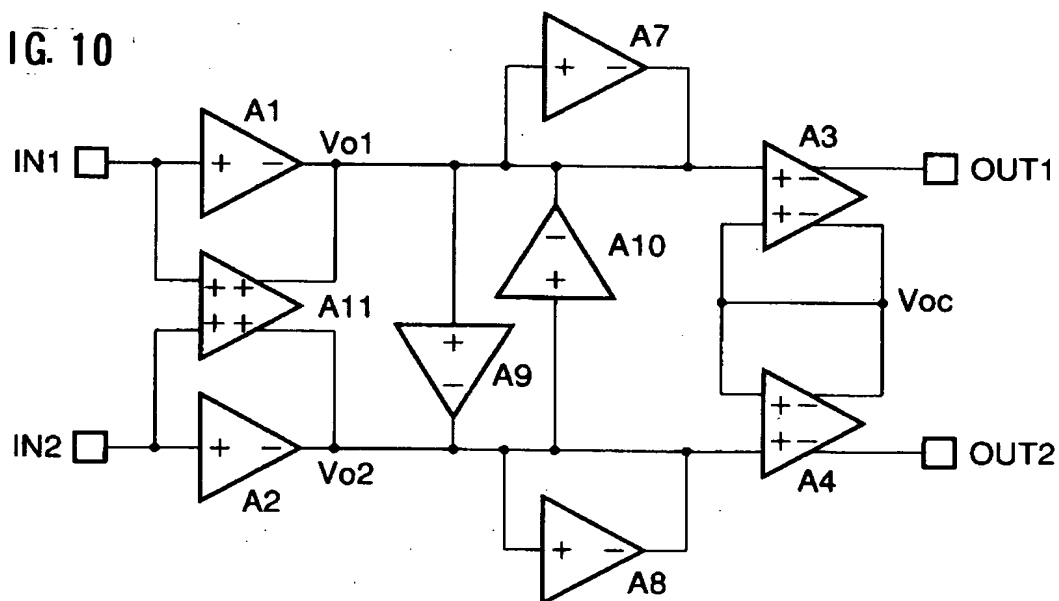 IG. 10
A7
A1
Vo1
A3
IN1
+ -
+ -
+ -
OUT1
+ -
A10
-
+
+ +
A11
+ +
Voc
+
-
A9
+ -
IN2
+ -
+ -
OUT2
Vo2
A2
A4
+ -
A8